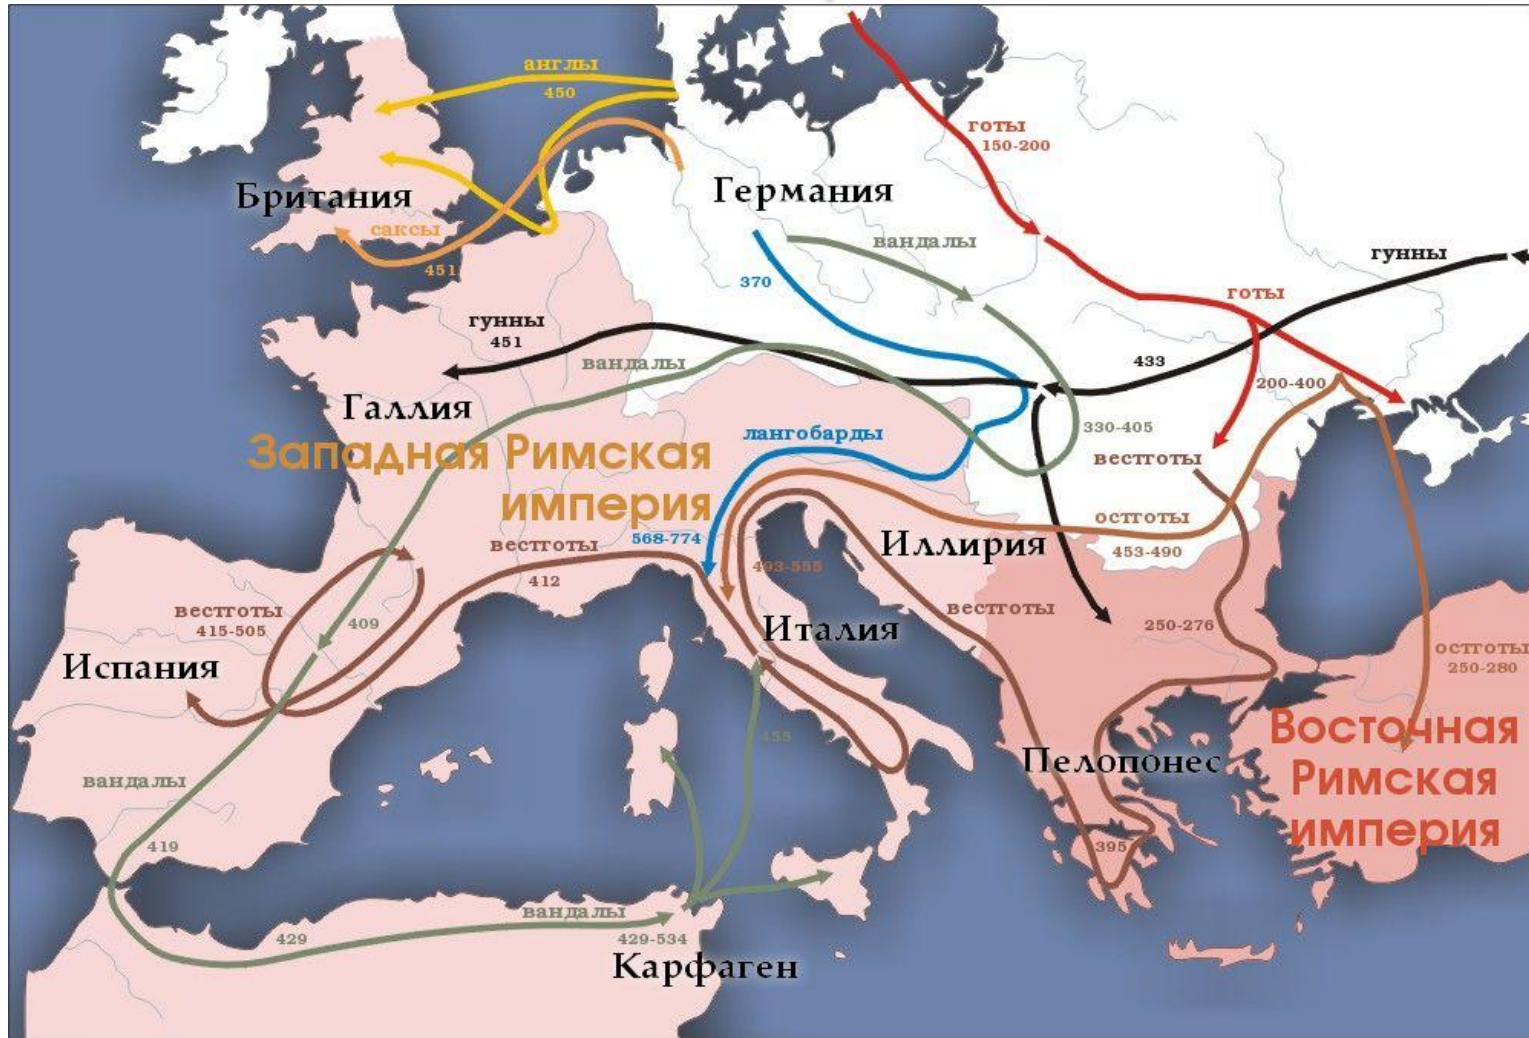 англы
450
готы
150-200
Британия
Германия
саксы
451
вандалы
370
гунны
готы
гунны
451
вандалы
433
200-400
Галлия
Западная Римская
империя
лангобарды
330-405
вестготы
остготы
453-490
568-774
вестготы
412
Иллирия
493-555
вестготы
415-505
409
вестготы
250-276
Италия
Испания
остготы
250-280
455
Восточная
Римская
империя
Пелопонес
вандалы
419
395
вандалы
429
429-534
Карфаген